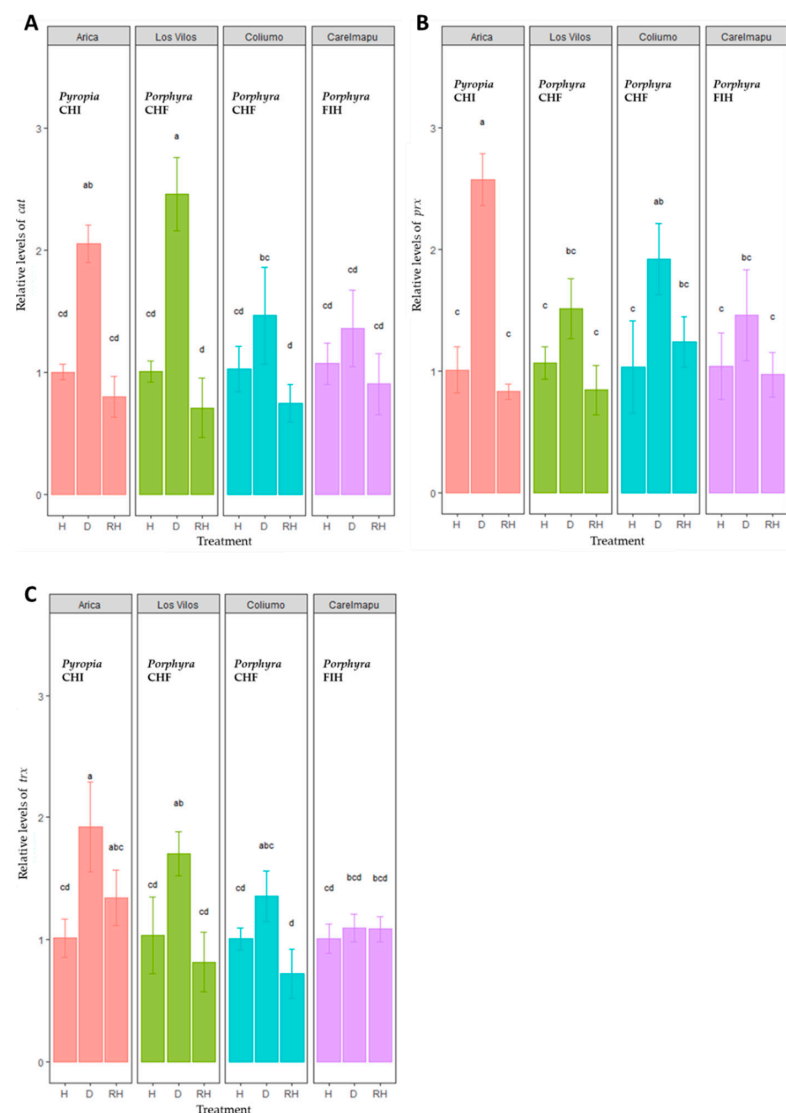 A
Arica
Los Vilos
Coliumo
Carelmapu
Pyropia
CHI
Porphyra
CHF
Porphyra
CHF
Porphyra
FIH
Relative levels of cat
3
2
1
0
cd
ab
cd
cd
a
d
cd
bc
d
cd
cd
cd
H D RH
H D RH
H D RH
H D RH
Treatment
B
Arica
Los Vilos
Coliumo
Carelmapu
Pyropia
CHI
Porphyra
CHF
Porphyra
CHF
Porphyra
FIH
Relative levels of prx
3
2
1
0
c
a
c
c
bc
c
c
ab
bc
c
bc
c
H D RH
H D RH
H D RH
H D RH
Treatment
C
Arica
Los Vilos
Coliumo
Carelmapu
Pyropia
CHI
Porphyra
CHF
Porphyra
CHF
Porphyra
FIH
Relative levels of trx
3
2
1
0
cd
a
abc
cd
ab
cd
cd
abc
d
cd
bcd
bcd
H D RH
H D RH
H D RH
H D RH
Treatment